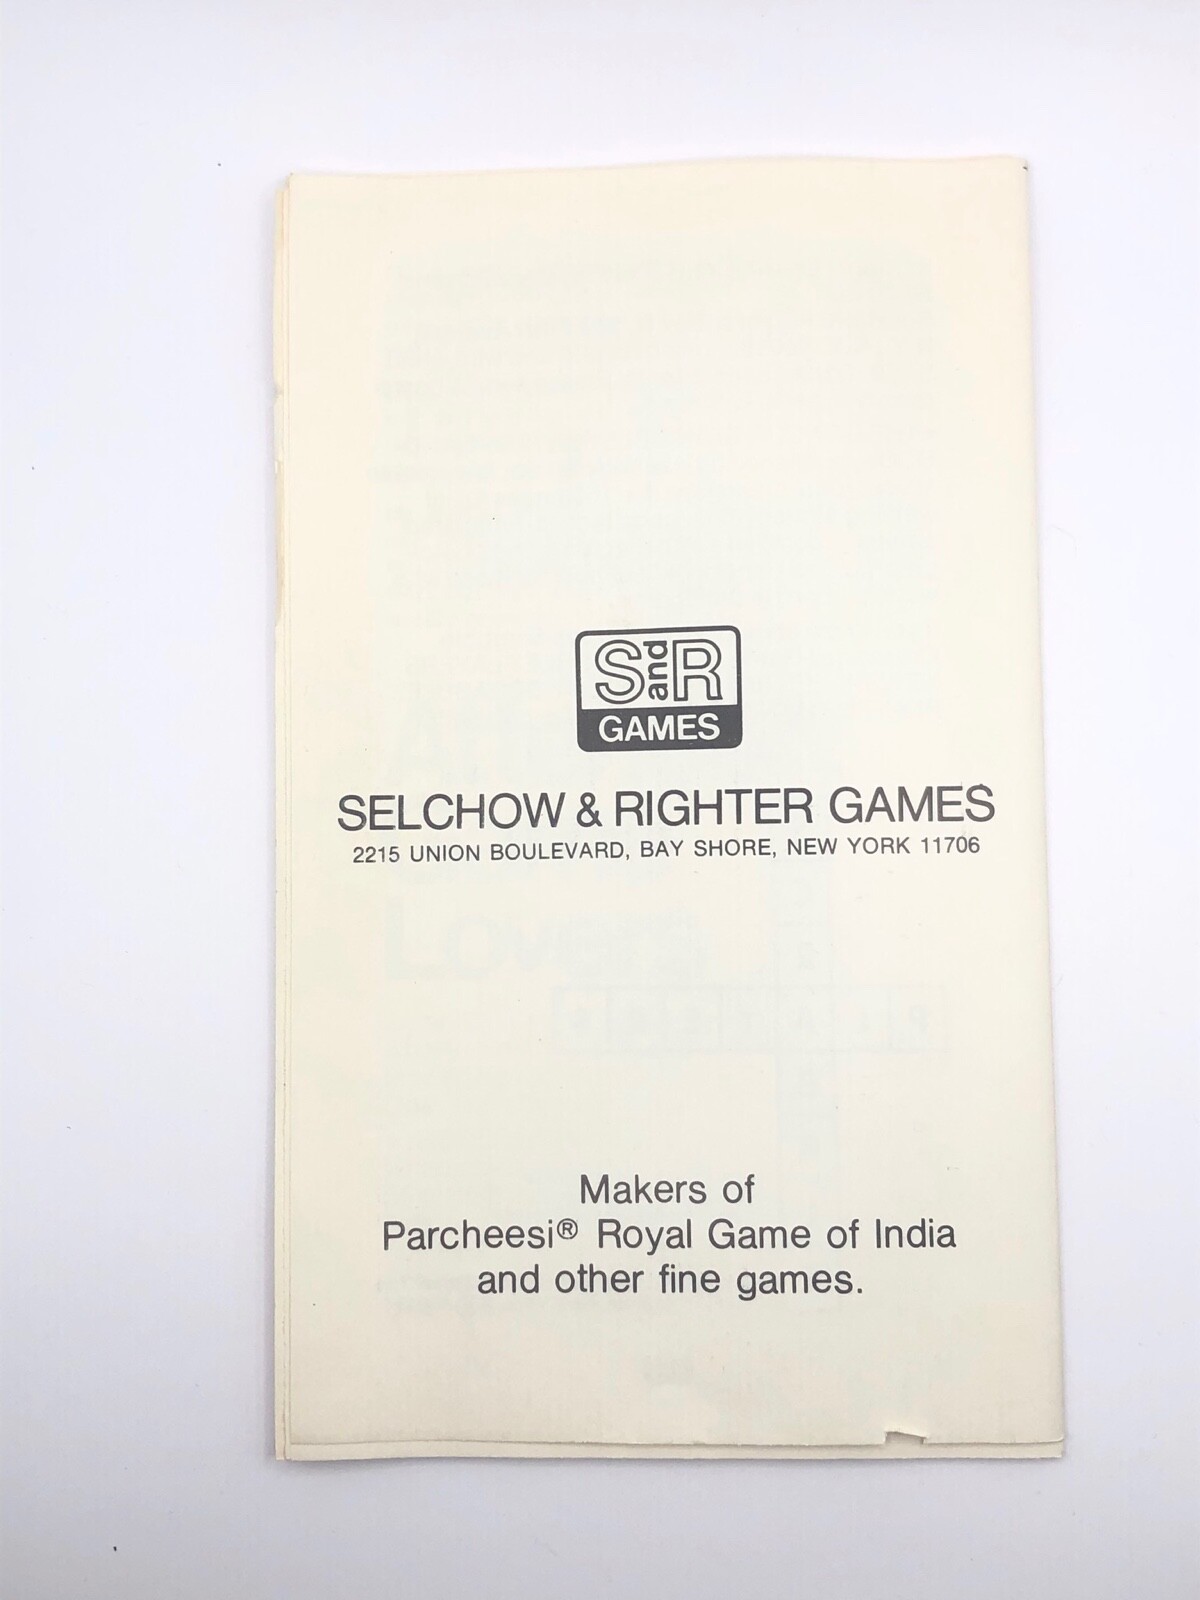 SandR
GAMES
SELCHOW & RIGHTER GAMES
2215 UNION BOULEVARD, BAY SHORE, NEW YORK 11706
Makers of
Parcheesi® Royal Game of India
and other fine games.